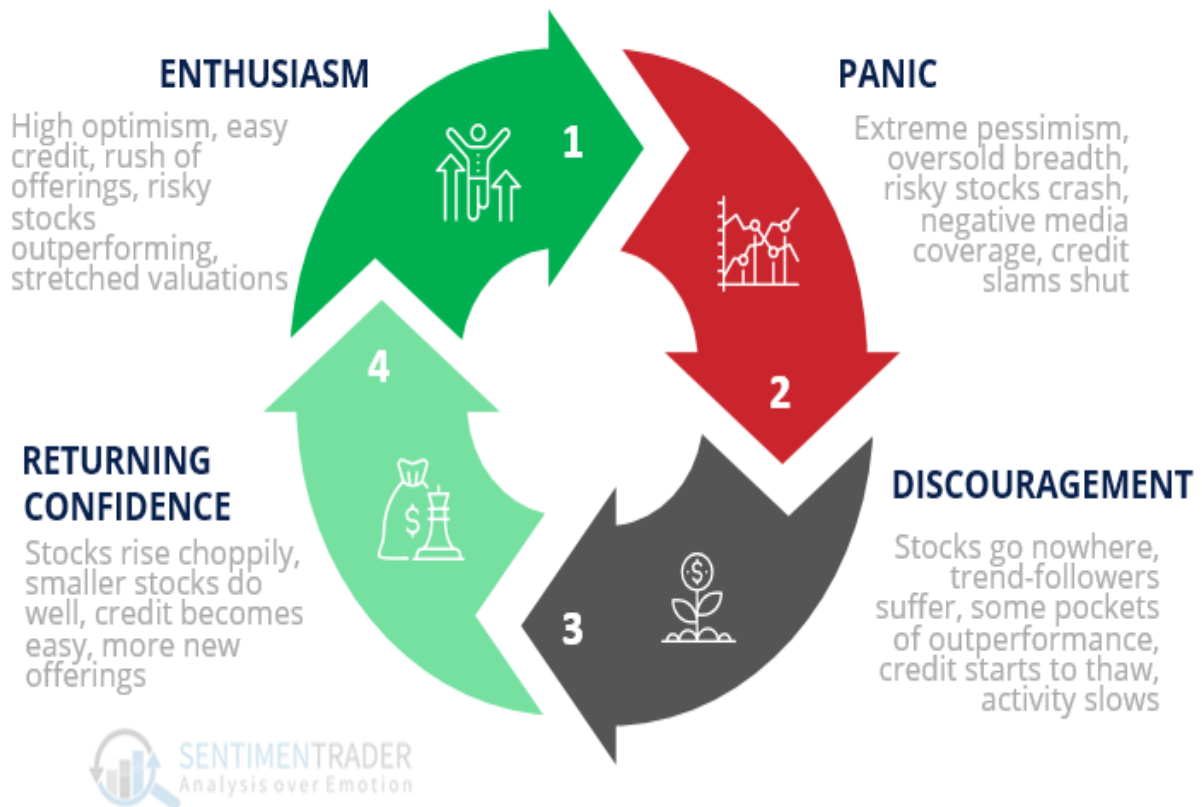 ENTHUSIASM
High optimism, easy
credit, rush of
offerings, risky
stocks
outperforming,
stretched valuations
1
PANIC
Extreme pessimism,
oversold breadth,
risky stocks crash,
negative media
coverage, credit
slams shut
2
DISCOURAGEMENT
Stocks go nowhere,
trend-followers
suffer, some pockets
of outperformance,
credit starts to thaw,
activity slows
3
$
4
RETURNING
CONFIDENCE
Stocks rise choppily,
smaller stocks do
well, credit becomes
easy, more new
offerings
$
SENTIMENTRADER
Analysis over Emotion